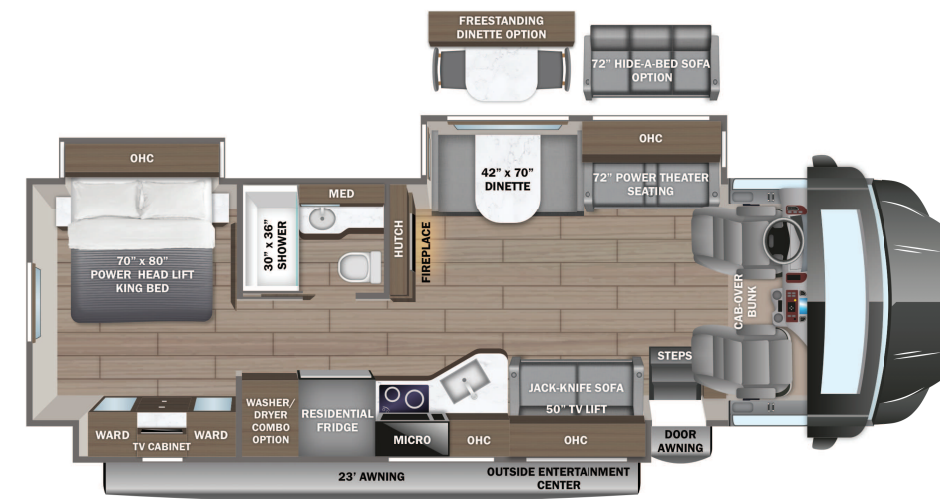 FREESTANDING
DINETTE OPTION
72" HIDE-A-BED SOFA
OPTION
OHC
OHC
42" x 70"
DINETTE
72" POWER THEATER
SEATING
MED
30" x 36"
SHOWER
HUTCH
FIREPLACE
70" x 80"
POWER HEAD LIFT
KING BED
CAB-OVER
BUNK
STEPS
JACK-KNIFE SOFA
50" TV LIFT
WASHER/
DRYER
COMBO
OPTION
RESIDENTIAL
FRIDGE
WARD
TV CABINET
WARD
MICRO
OHC
OHC
DOOR
AWNING
23' AWNING
OUTSIDE ENTERTAINMENT
CENTER